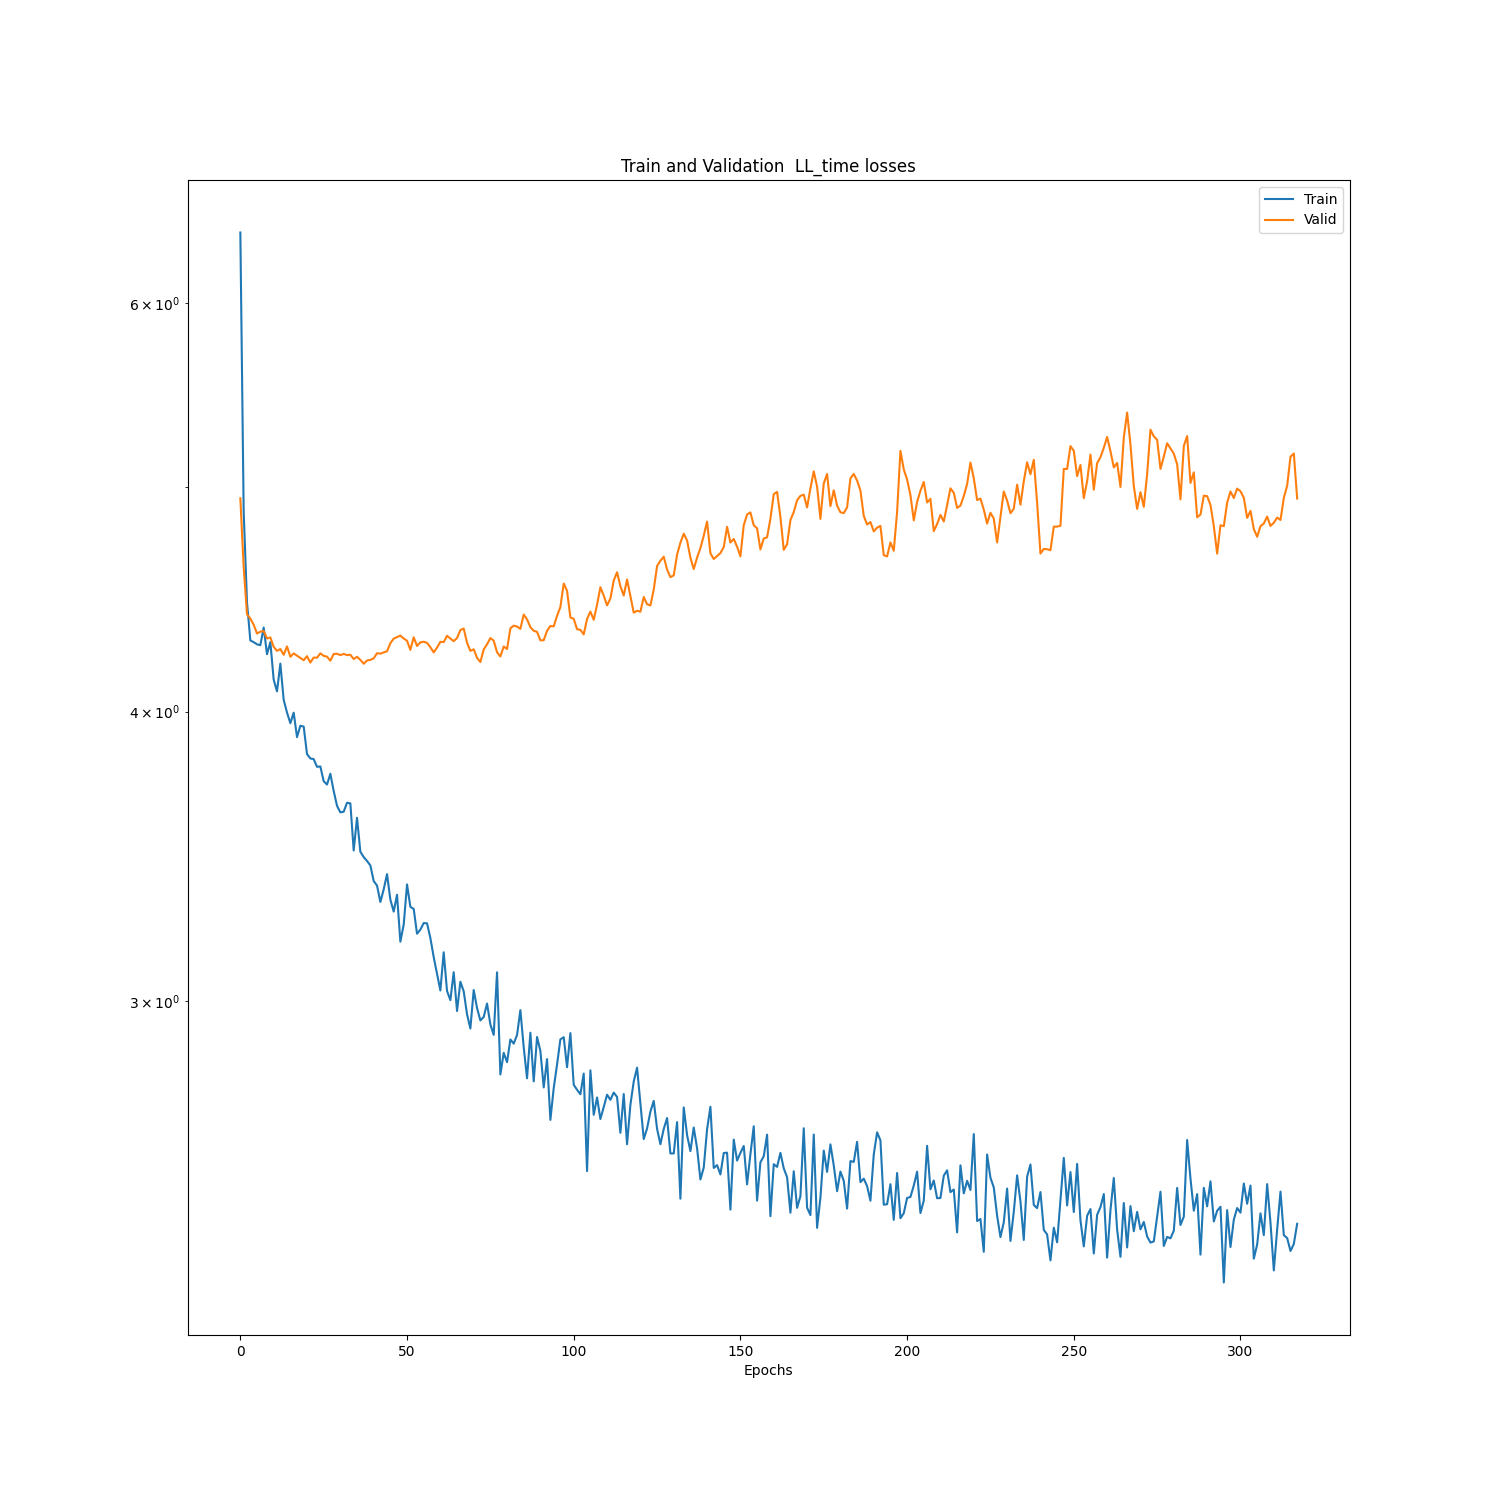 Train and Validation  LL_time losses
Train
Valid
6 × 10⁰
4 × 10⁰
3 × 10⁰
0 50 100 150 200 250 300
Epochs